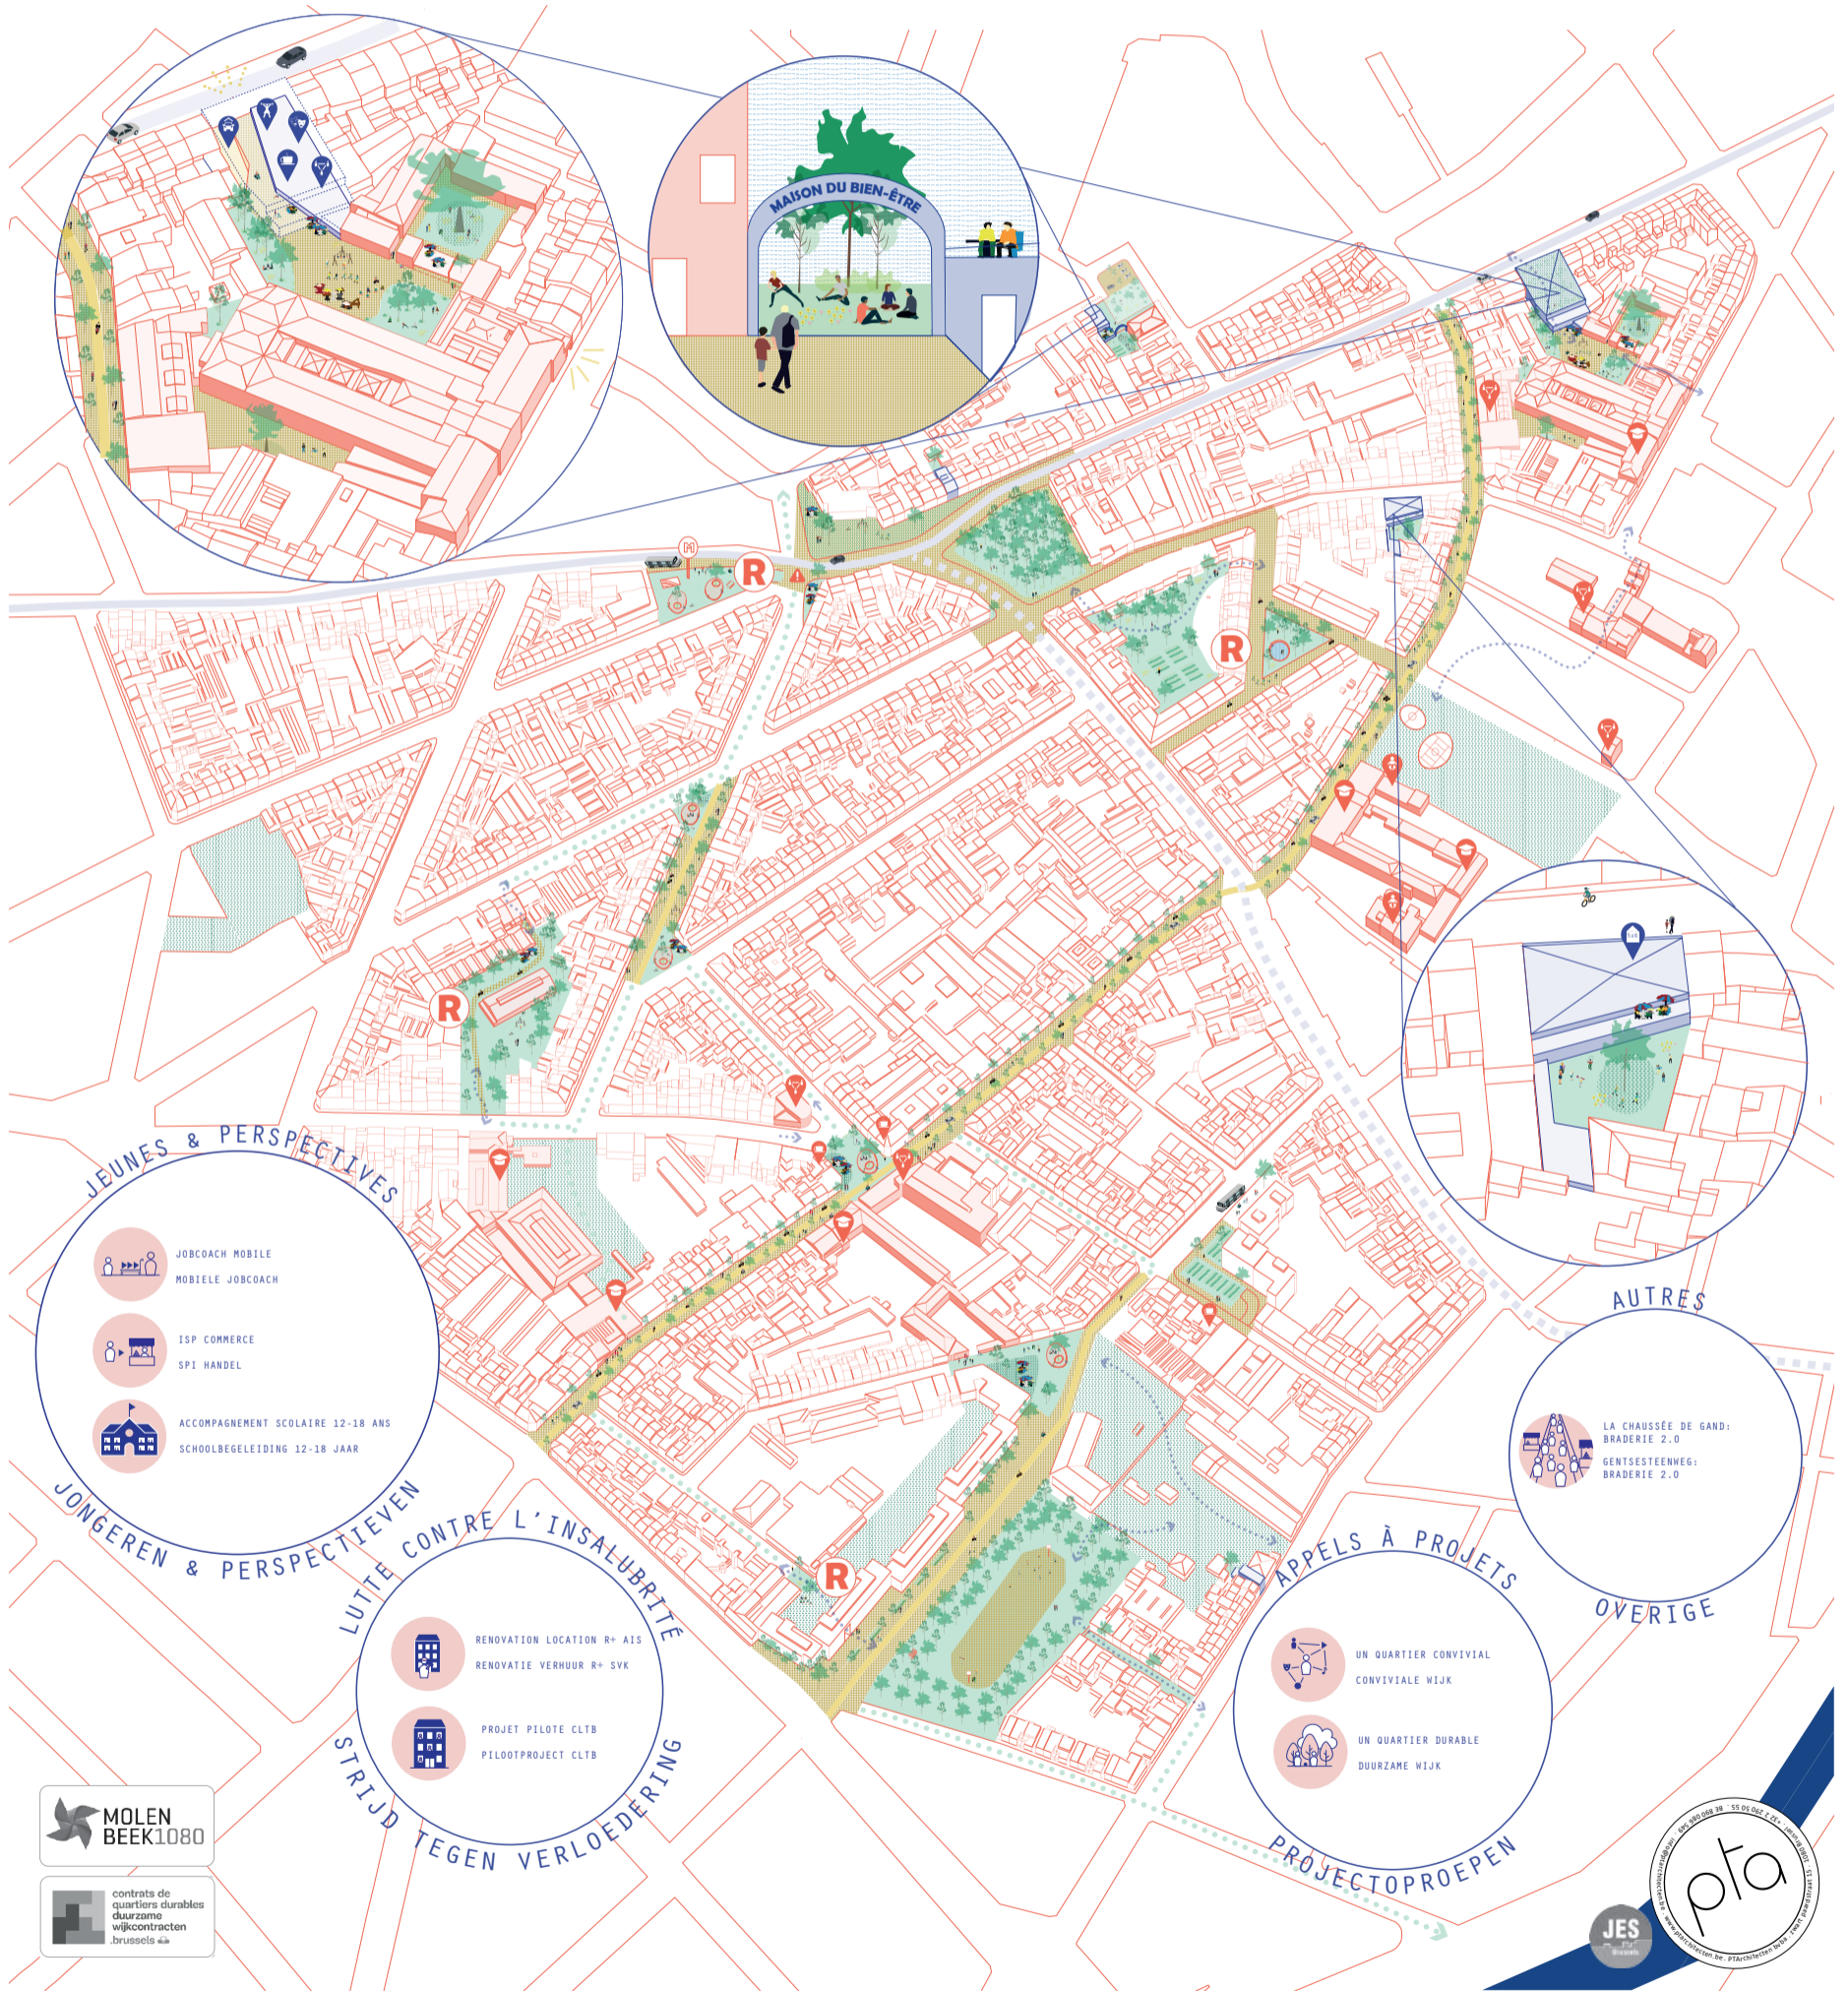 MAISON DU BIEN-ÊTRE
M
R
R
R
R
JEUNES & PERSPECTIVES
JOBCOACH MOBILE
MOBIELE JOBCOACH
ISP COMMERCE
SPI HANDEL
ACCOMPAGNEMENT SCOLAIRE 12-18 ANS
SCHOOLBEGELEIDING 12-18 JAAR
JONGEREN & PERSPECTIEVEN
LUTTE CONTRE L'INSALUBRITÉ
RENOVATION LOCATION R+ AIS
RENOVATIE VERHUUR R+ SVK
PROJET PILOTE CLTB
PILOOTPROJECT CLTB
STRIJD TEGEN VERLOEDERING
AUTRES
LA CHAUSSÉE DE GAND:
BRADERIE 2.0
GENTSESTEENWEG:
BRADERIE 2.0
OVERIGE
APPELS À PROJETS
UN QUARTIER CONVIVIAL
CONVIVIALE WIJK
UN QUARTIER DURABLE
DUURZAME WIJK
PROJECTOPROEPEN
MOLEN
BEEK1080
contrats de
quartiers durables
duurzame
wijkcontracten
.brussels
JES
Brussels
pta